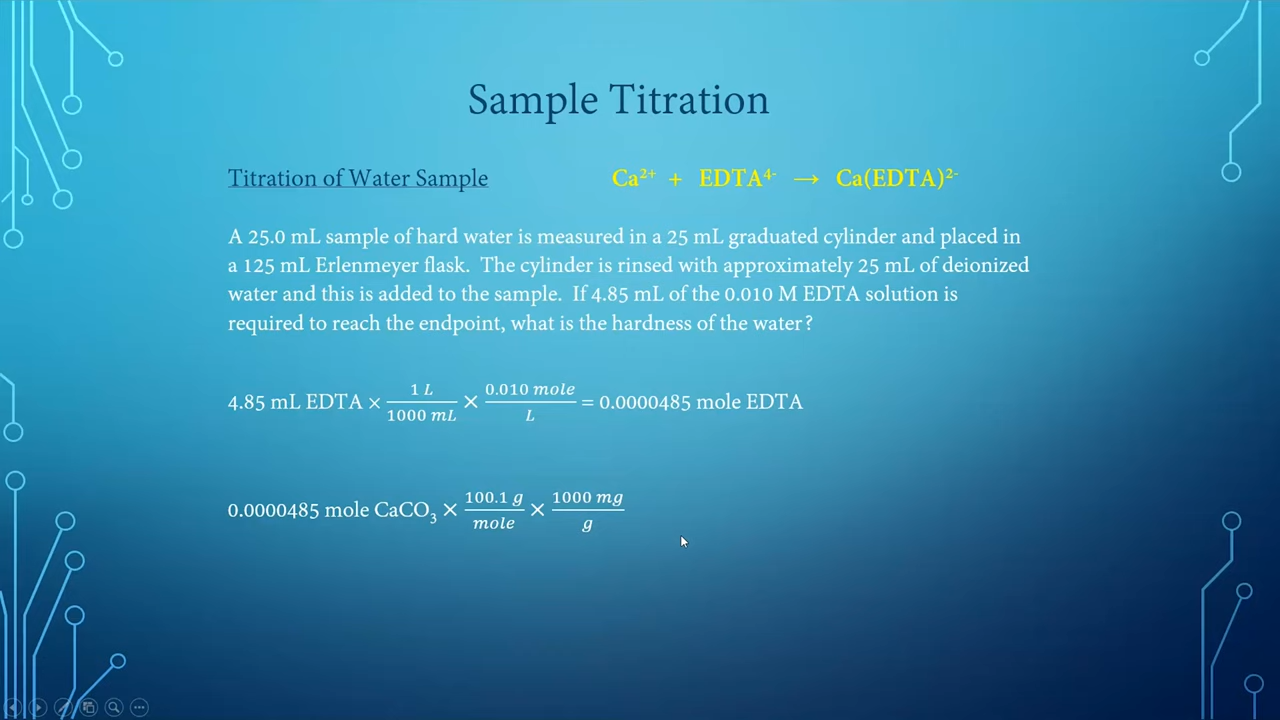 Sample Titration
Titration of Water Sample
Ca²⁺ + EDTA⁴⁻ → Ca(EDTA)²⁻
A 25.0 mL sample of hard water is measured in a 25 mL graduated cylinder and placed in
a 125 mL Erlenmeyer flask. The cylinder is rinsed with approximately 25 mL of deionized
water and this is added to the sample. If 4.85 mL of the 0.010 M EDTA solution is
required to reach the endpoint, what is the hardness of the water?
4.85 mL EDTA × 1 L / 1000 mL × 0.010 mole / L = 0.0000485 mole EDTA
0.0000485 mole CaCO₃ × 100.1 g / mole × 1000 mg / g